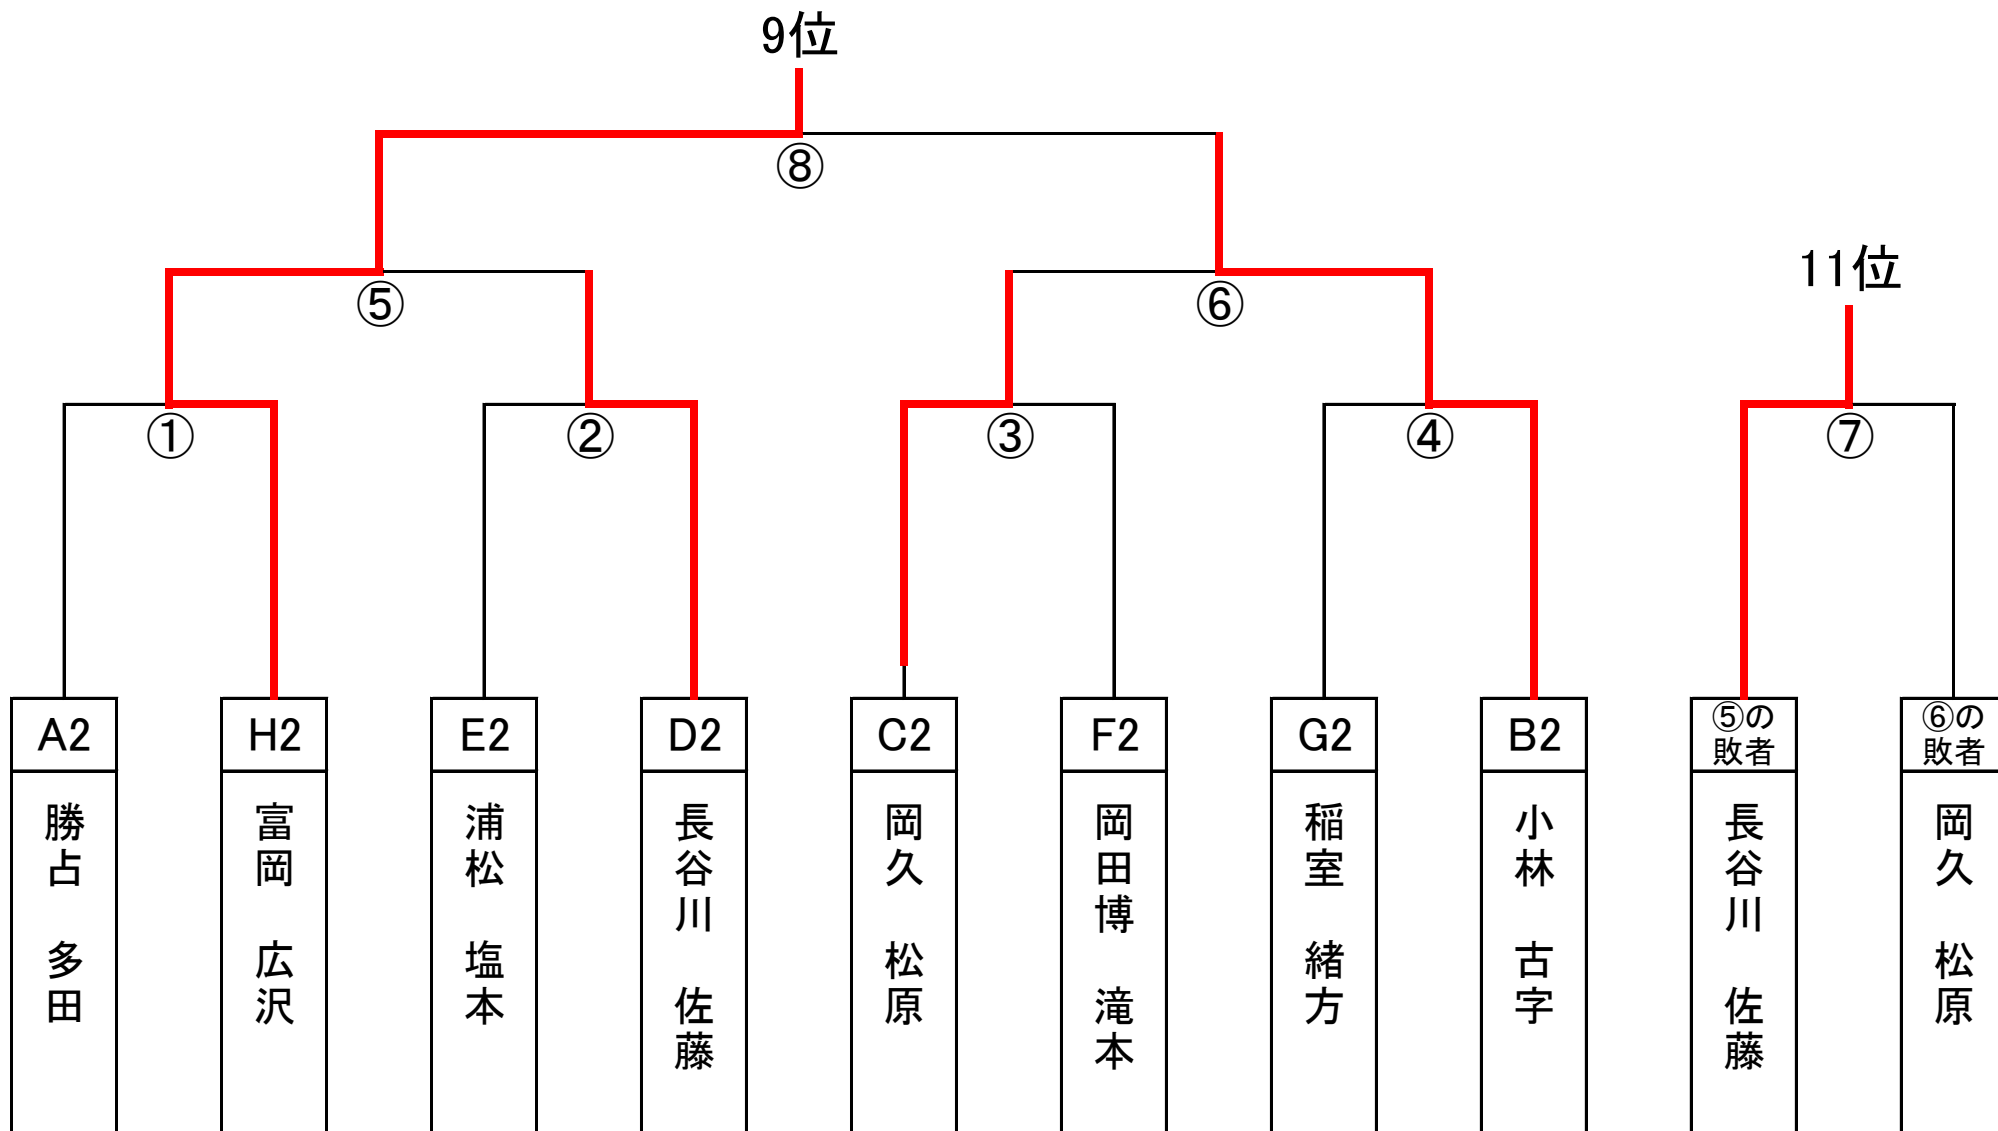 9位
⑧
11位
⑤
⑥
①
②
③
④
⑦
A2
H2
E2
D2
C2
F2
G2
B2
⑤の
敗者
⑥の
敗者
勝占　多田
富岡　広沢
浦松　塩本
長谷川　佐藤
岡久　松原
岡田博　滝本
稲室　緒方
小林　古字
長谷川　佐藤
岡久　松原